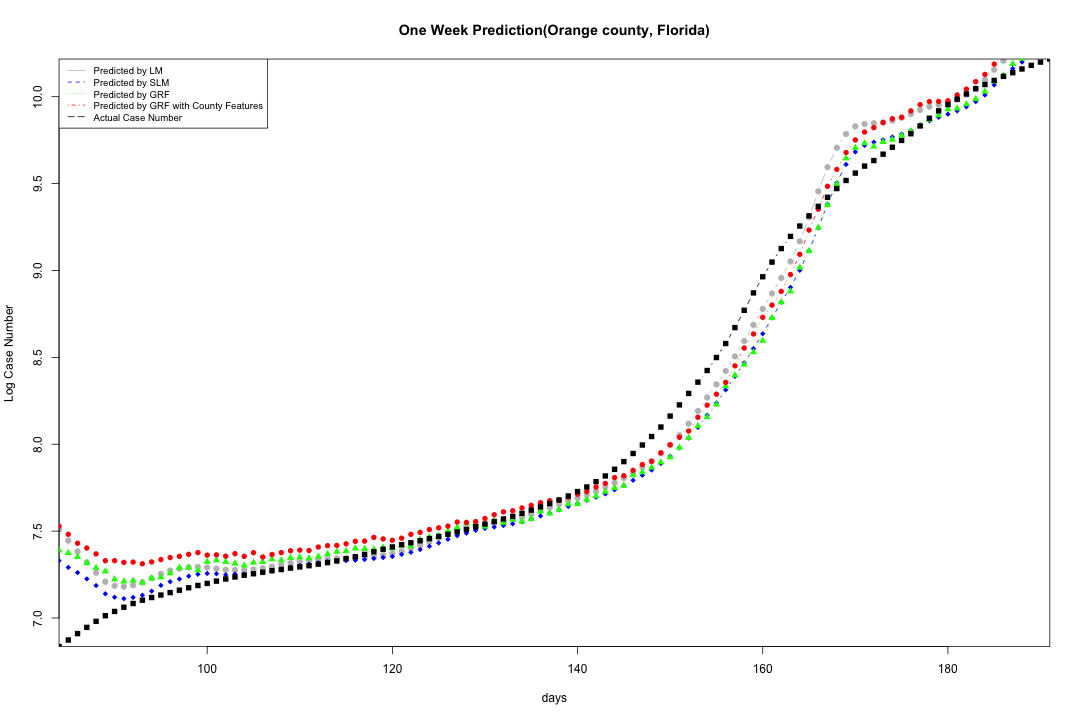 One Week Prediction(Orange county, Florida)
Predicted by LM
Predicted by SLM
Predicted by GRF
Predicted by GRF with County Features
Actual Case Number
10.0
9.5
9.0
8.5
8.0
7.5
7.0
Log Case Number
100 120 140 160 180
days